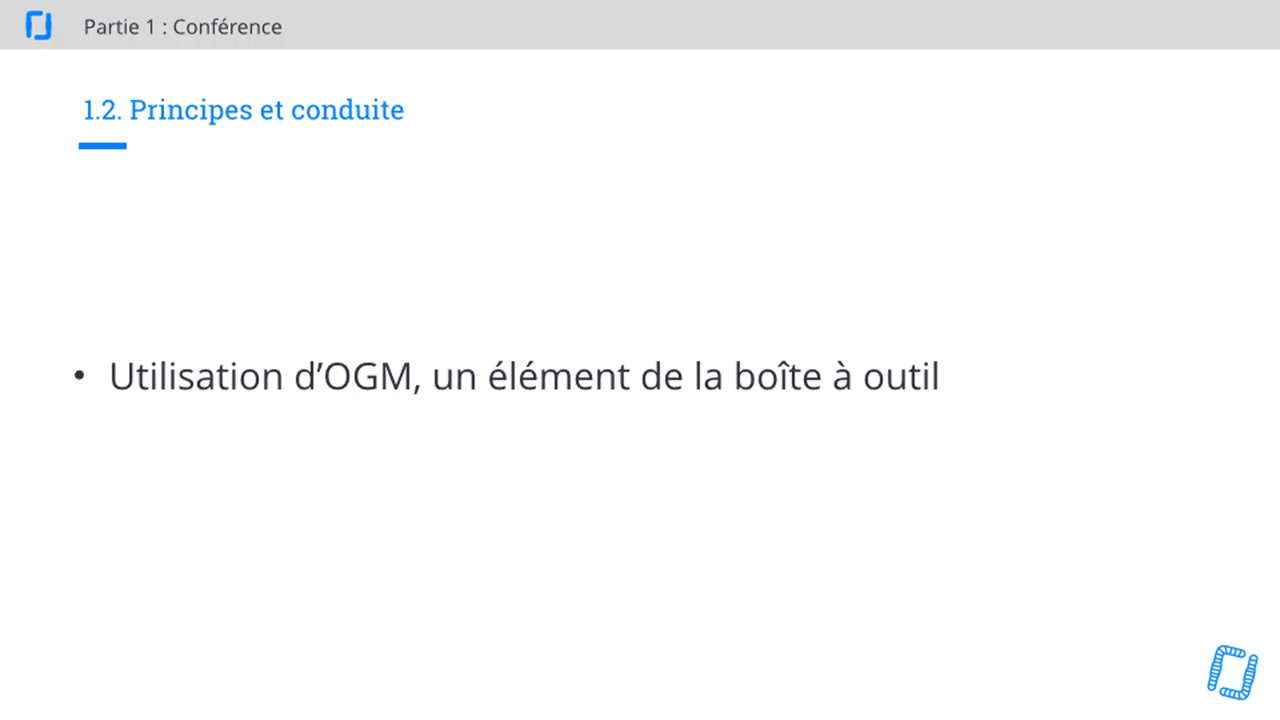 Partie 1 : Conférence
1.2. Principes et conduite
• Utilisation d’OGM, un élément de la boîte à outil